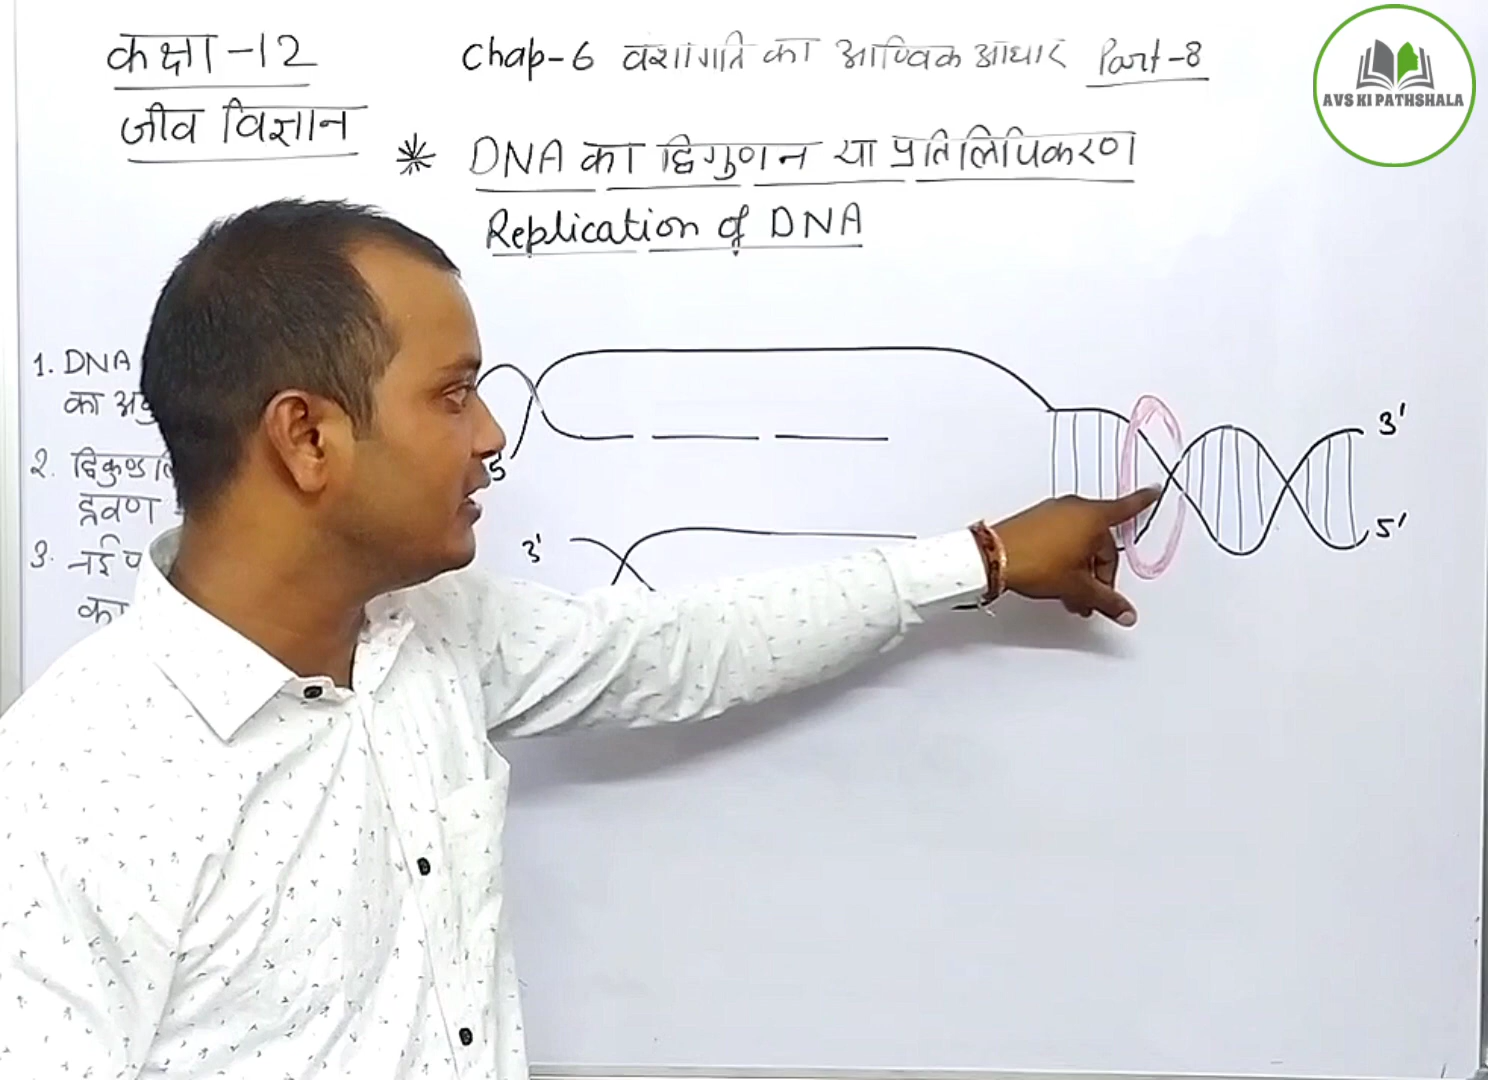 कक्षा -12
जीव विज्ञान
Chap-6 वंशागति का आण्विक आधार Part-8
AVS KI PATHSHALA
* DNA का द्विगुणन या प्रतिलिपिकरण
Replication of DNA
1. DNA
का
2.
द्रवण
3. नई
का
5'
3'
3'
5'